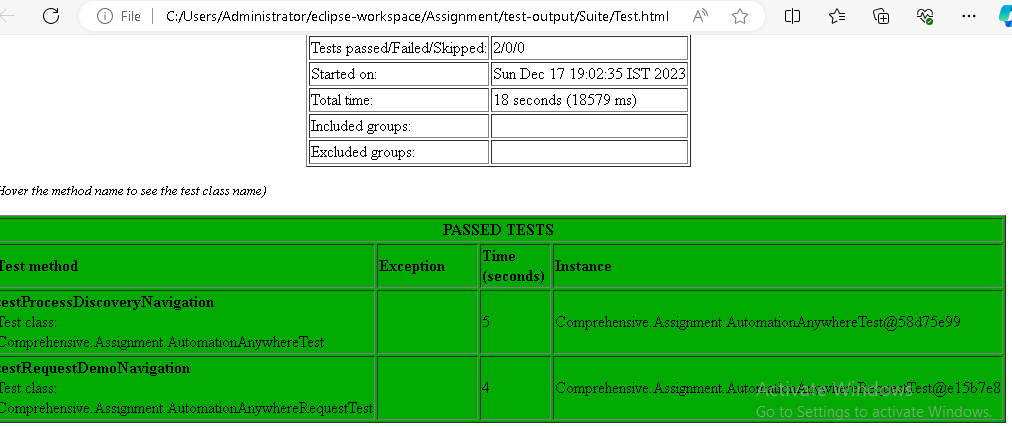 File
C:/Users/Administrator/eclipse-workspace/Assignment/test-output/Suite/Test.html
Tests passed/Failed/Skipped: 2/0/0
Started on: Sun Dec 17 19:02:35 IST 2023
Total time: 18 seconds (18579 ms)
Included groups:
Excluded groups:
Hover the method name to see the test class name)
PASSED TESTS
Test method Exception Time (seconds) Instance
testProcessDiscoveryNavigation
Test class:
Comprehensive.Assignment.AutomationAnywhereTest
5 Comprehensive.Assignment.AutomationAnywhereTest@58d75e99
testRequestDemoNavigation
Test class:
Comprehensive.Assignment.AutomationAnywhereRequestTest
4 Comprehensive.Assignment.AutomationAnywhereRequestTest@e15b7e8
Activate Windows
Go to Settings to activate Windows.